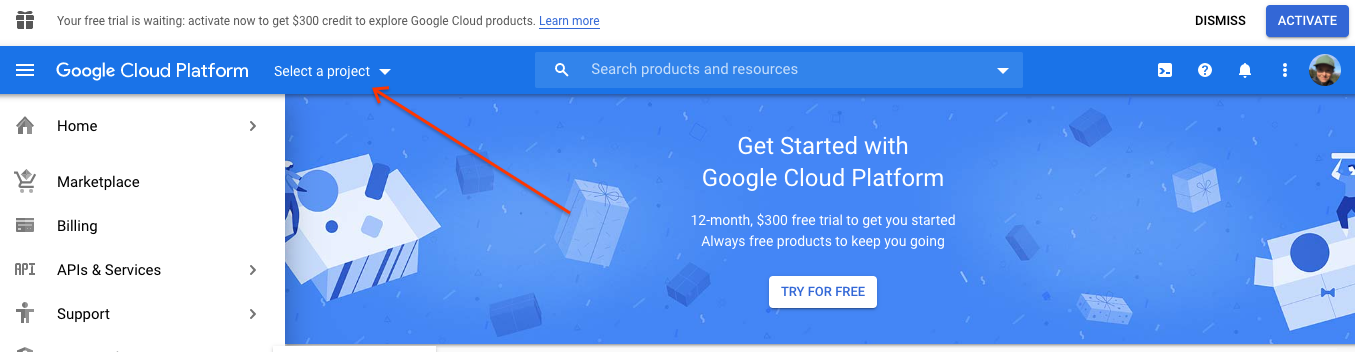 Your free trial is waiting: activate now to get $300 credit to explore Google Cloud products. Learn more
DISMISS
ACTIVATE
Google Cloud Platform
Select a project
Search products and resources
Home
Marketplace
Billing
API APIs & Services
Support
Get Started with
Google Cloud Platform
12-month, $300 free trial to get you started
Always free products to keep you going
TRY FOR FREE